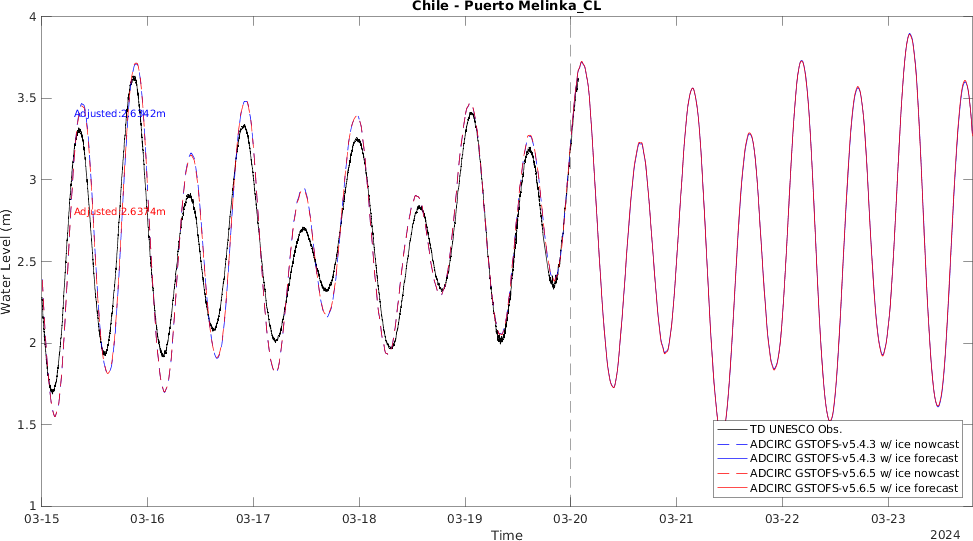 Chile - Puerto Melinka_CL
Water Level (m)
4
3.5
3
2.5
2
1.5
1
Adjusted:2.6342m
Adjusted:2.6374m
TD UNESCO Obs.
ADCIRC GSTOFS-v5.4.3 w/ ice nowcast
ADCIRC GSTOFS-v5.4.3 w/ ice forecast
ADCIRC GSTOFS-v5.6.5 w/ ice nowcast
ADCIRC GSTOFS-v5.6.5 w/ ice forecast
03-15 03-16 03-17 03-18 03-19 03-20 03-21 03-22 03-23
Time
2024